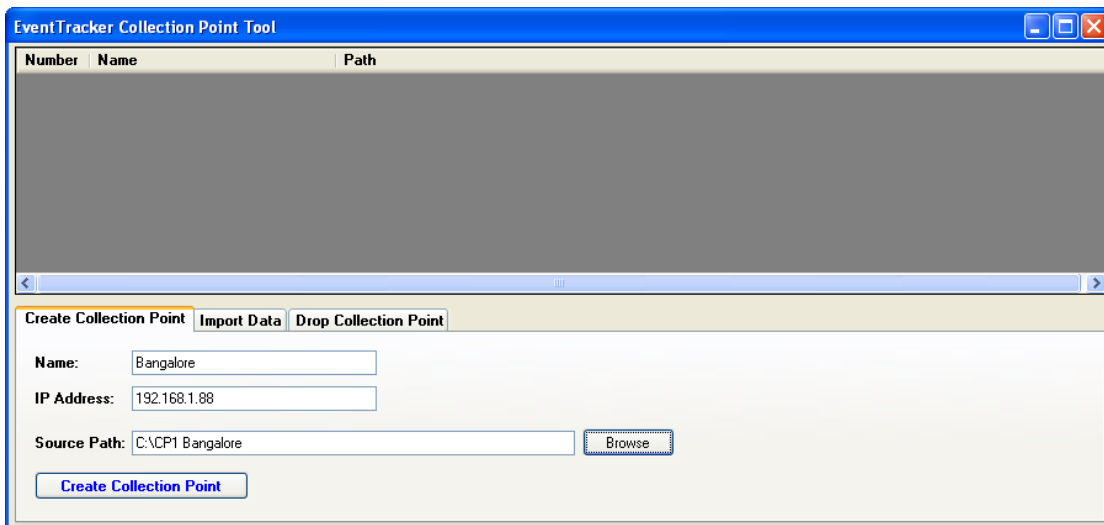 EventTracker Collection Point Tool
Number Name Path
Create Collection Point Import Data Drop Collection Point
Name: Bangalore
IP Address: 192.168.1.88
Source Path: C:\CP1 Bangalore Browse
Create Collection Point